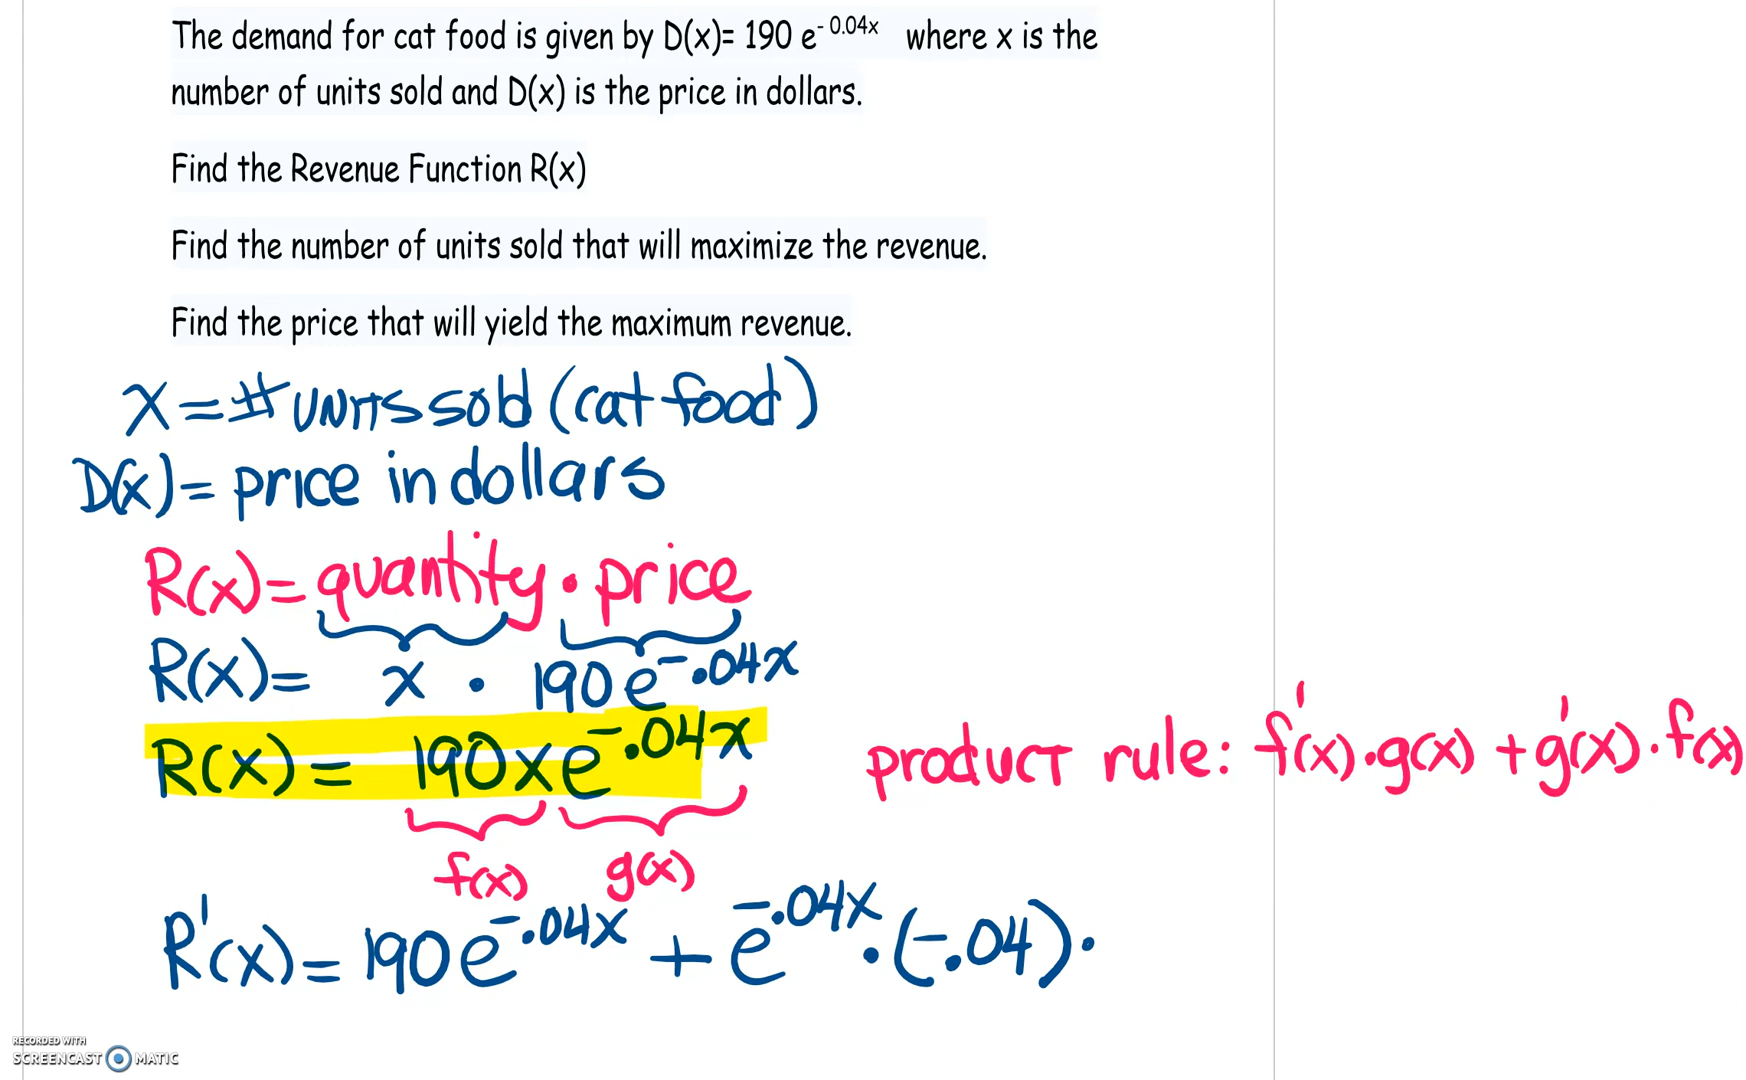 The demand for cat food is given by D(x)= 190 e^- 0.04x where x is the
number of units sold and D(x) is the price in dollars.
Find the Revenue Function R(x)
Find the number of units sold that will maximize the revenue.
Find the price that will yield the maximum revenue.
x = # UNITS sold (cat food)
D(x) = price in dollars
R(x) = quantity · price
R(x) = x · 190e^-.04x
R(x) = 190xe^-.04x
product rule: f'(x)·g(x) + g'(x)·f(x)
f(x) g(x)
R'(x) = 190e^-.04x + e^-.04x · (-.04) ·
RECORDED WITH
SCREENCAST MATIC